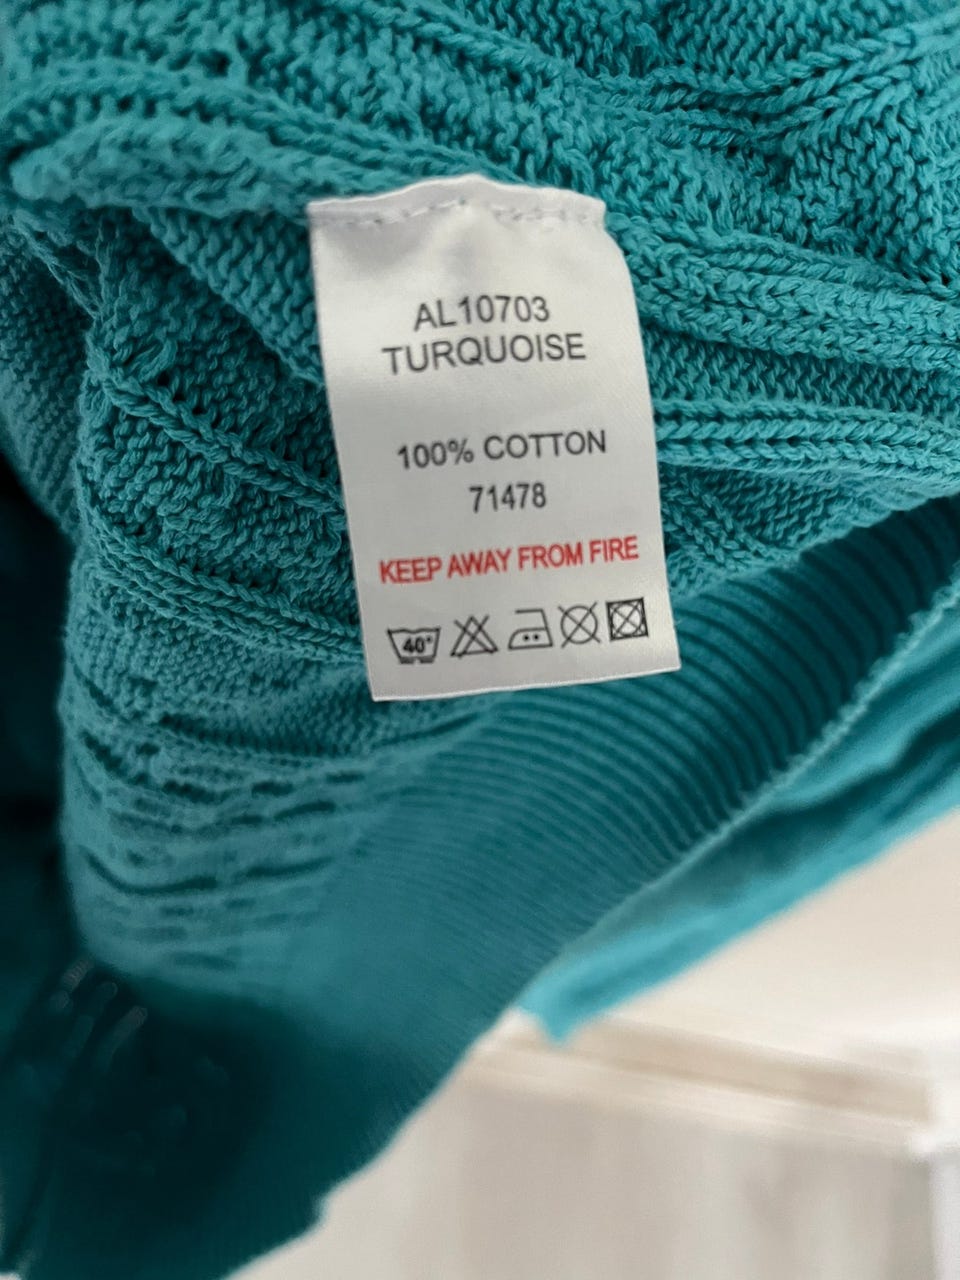 AL10703
TURQUOISE
100% COTTON
71478
KEEP AWAY FROM FIRE
40°